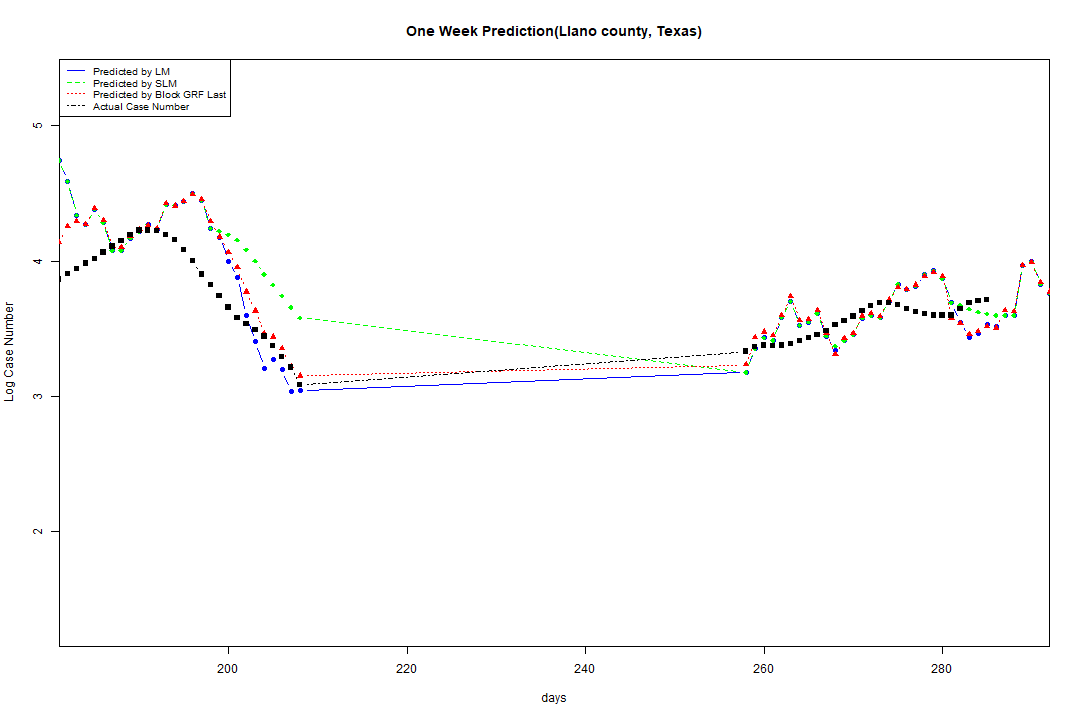 One Week Prediction(Llano county, Texas)
Predicted by LM
Predicted by SLM
Predicted by Block GRF Last
Actual Case Number
5
4
3
2
Log Case Number
200 220 240 260 280
days